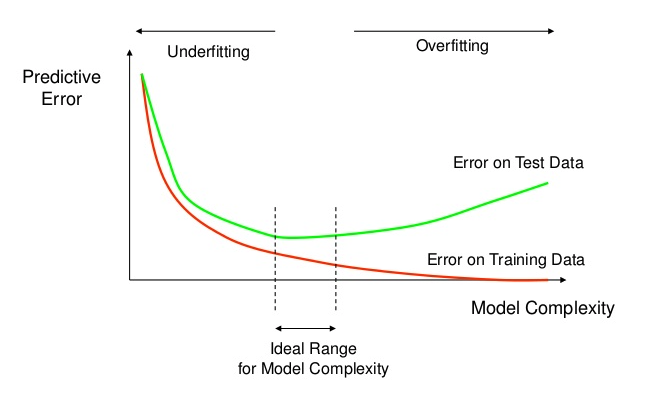 Underfitting
Overfitting
Predictive
Error
Error on Test Data
Error on Training Data
Model Complexity
Ideal Range
for Model Complexity